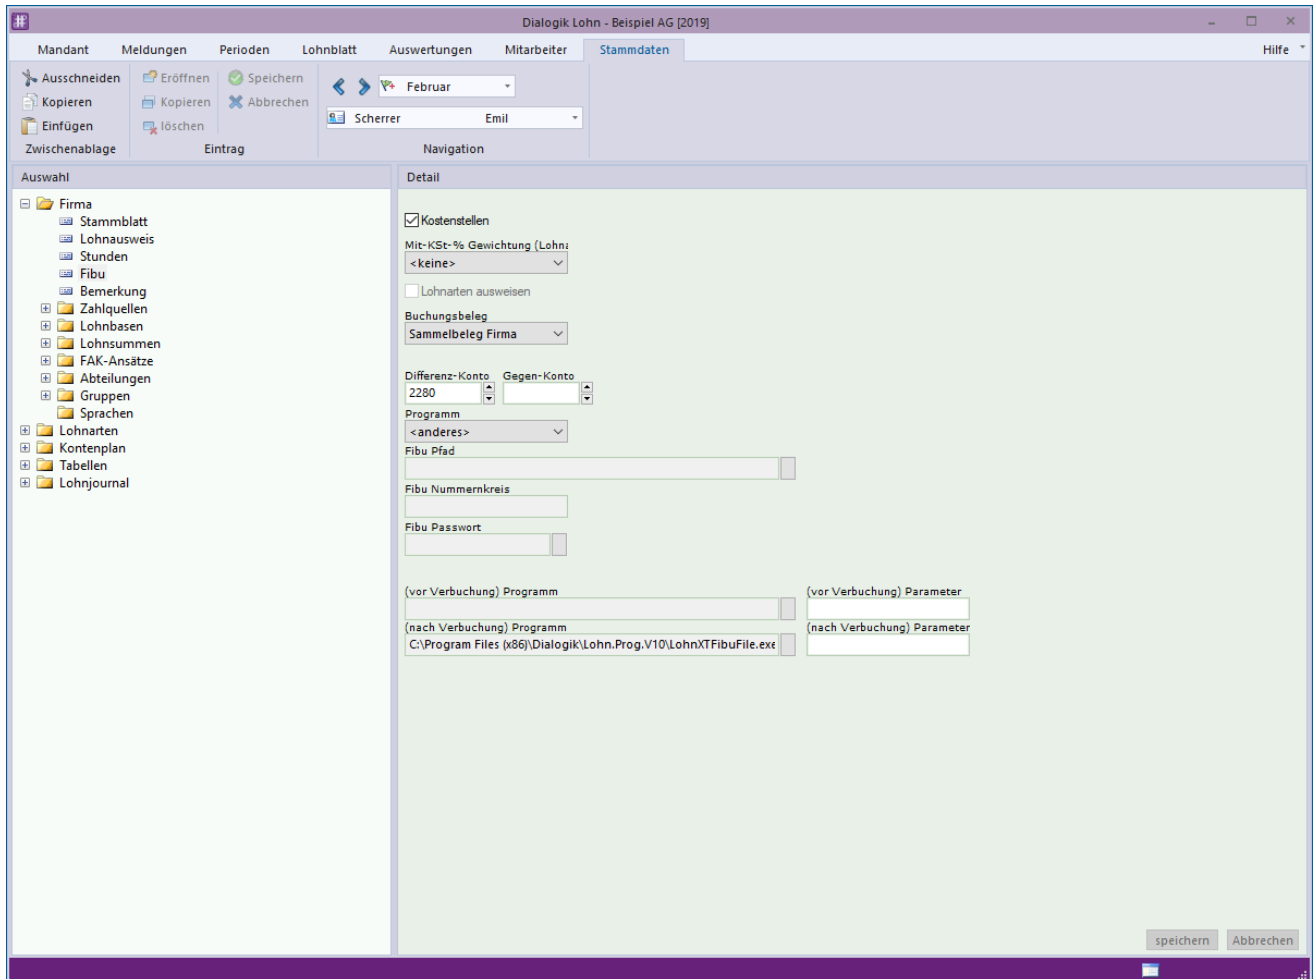 Dialogik Lohn - Beispiel AG [2019]
Mandant Meldungen Perioden Lohnblatt Auswertungen Mitarbeiter Stammdaten Hilfe
Ausschneiden Eröffnen Speichern
Februar
Kopieren Kopieren Abbrechen
Scherrer Emil
Einfügen löschen
Zwischenablage Eintrag Navigation
Auswahl
Firma
Stammblatt
Lohnausweis
Stunden
Fibu
Bemerkung
Zahlquellen
Lohnbasen
Lohnsummen
FAK-Ansätze
Abteilungen
Gruppen
Sprachen
Lohnarten
Kontenplan
Tabellen
Lohnjournal
Detail
Kostenstellen
Mit-KSt-% Gewichtung (Lohna
<keine>
Lohnarten ausweisen
Buchungsbeleg
Sammelbeleg Firma
Differenz-Konto Gegen-Konto
2280
Programm
<anderes>
Fibu Pfad
Fibu Nummernkreis
Fibu Passwort
(vor Verbuchung) Programm (vor Verbuchung) Parameter
(nach Verbuchung) Programm (nach Verbuchung) Parameter
C:\Program Files (x86)\Dialogik\Lohn.Prog.V10\LohnXTFibuFile.exe
speichern Abbrechen